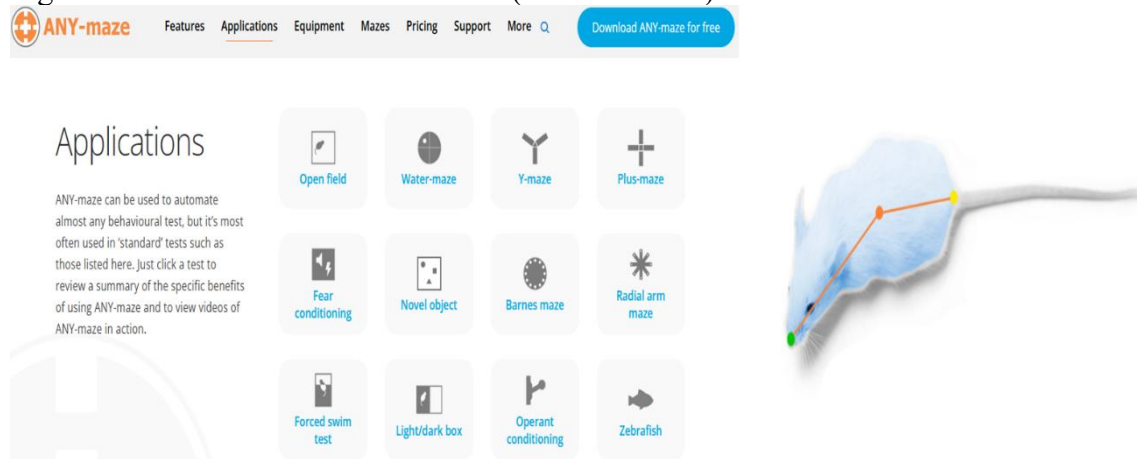 ANY-maze
Features Applications Equipment Mazes Pricing Support More
Download ANY-maze for free
Applications
ANY-maze can be used to automate
almost any behavioural test, but it's most
often used in 'standard' tests such as
those listed here. Just click a test to
review a summary of the specific benefits
of using ANY-maze and to view videos of
ANY-maze in action.
Open field
Water-maze
Y-maze
Plus-maze
Fear
conditioning
Novel object
Barnes maze
Radial arm
maze
Forced swim
test
Light/dark box
Operant
conditioning
Zebrafish